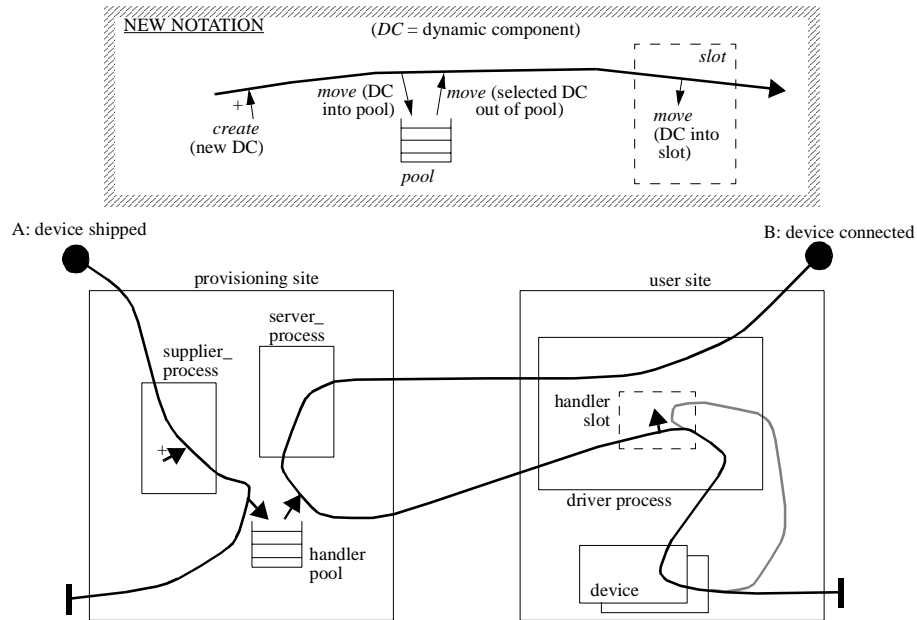 NEW NOTATION
(DC = dynamic component)
slot
+
create
(new DC)
move (DC
into pool)
move (selected DC
out of pool)
pool
move
(DC into
slot)
A: device shipped
B: device connected
provisioning site
user site
server_
process
supplier_
process
+
handler
slot
driver process
handler
pool
device